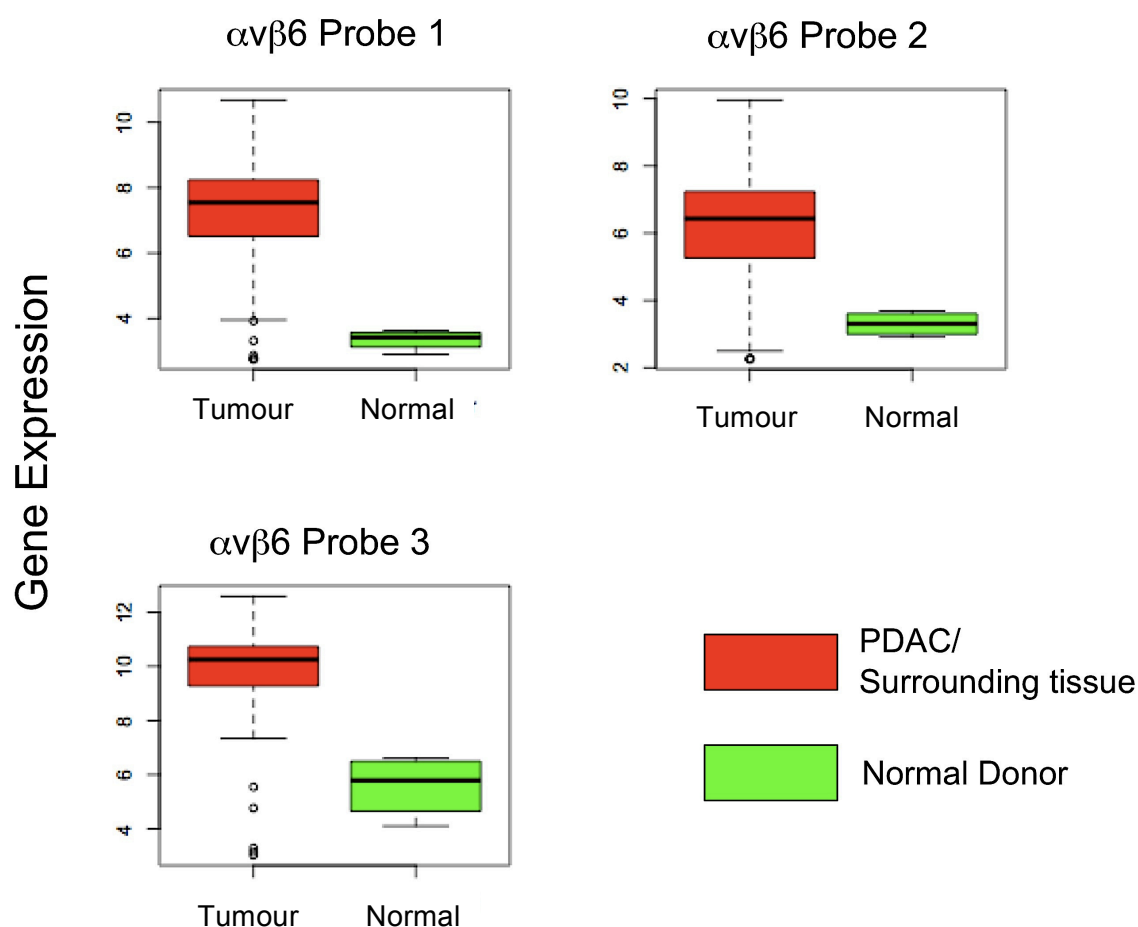 αvβ6 Probe 1
αvβ6 Probe 2
10
8
6
4
Tumour Normal
10
8
6
4
2
Tumour Normal
Gene Expression
αvβ6 Probe 3
12
10
8
6
4
Tumour Normal
PDAC/
Surrounding tissue
Normal Donor